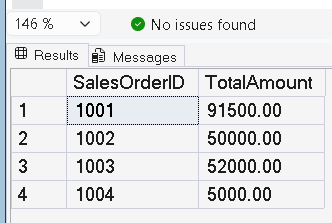 146 % No issues found
Results Messages
SalesOrderID TotalAmount
1 1001 91500.00
2 1002 50000.00
3 1003 52000.00
4 1004 5000.00